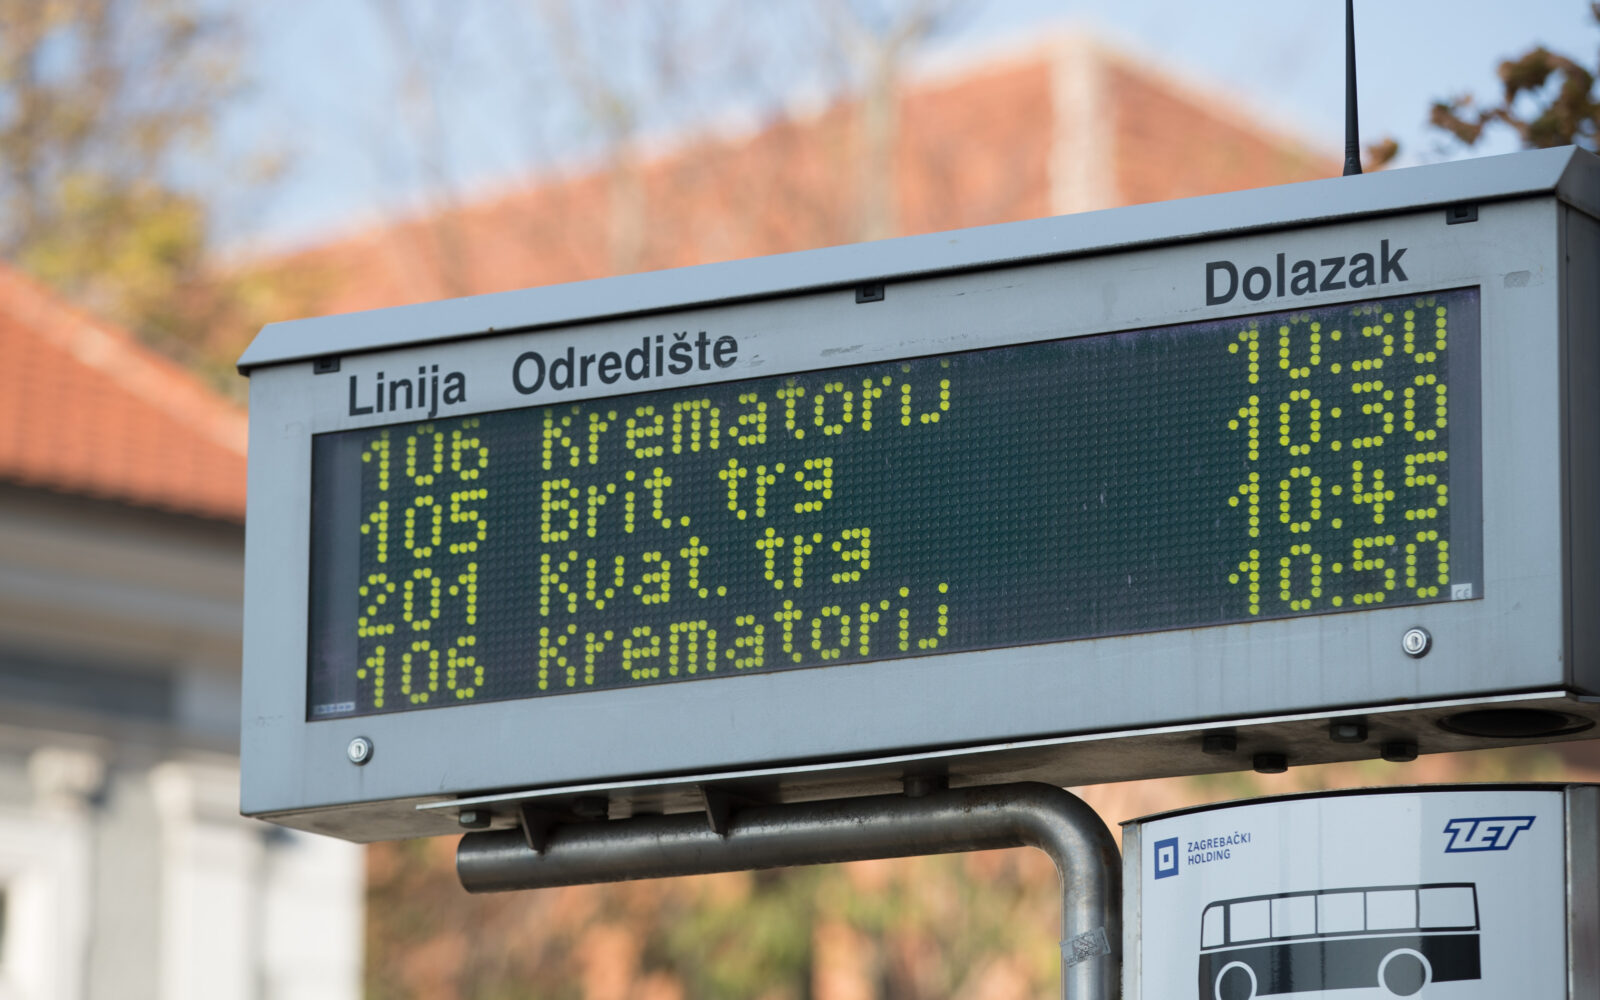 Linija Odredište Dolazak
106 Krematorij 10:30
105 Brit. trg 10:30
201 Kvat. trg 10:45
106 Krematorij 10:50
CE
ZAGREBAČKI
HOLDING
ZET